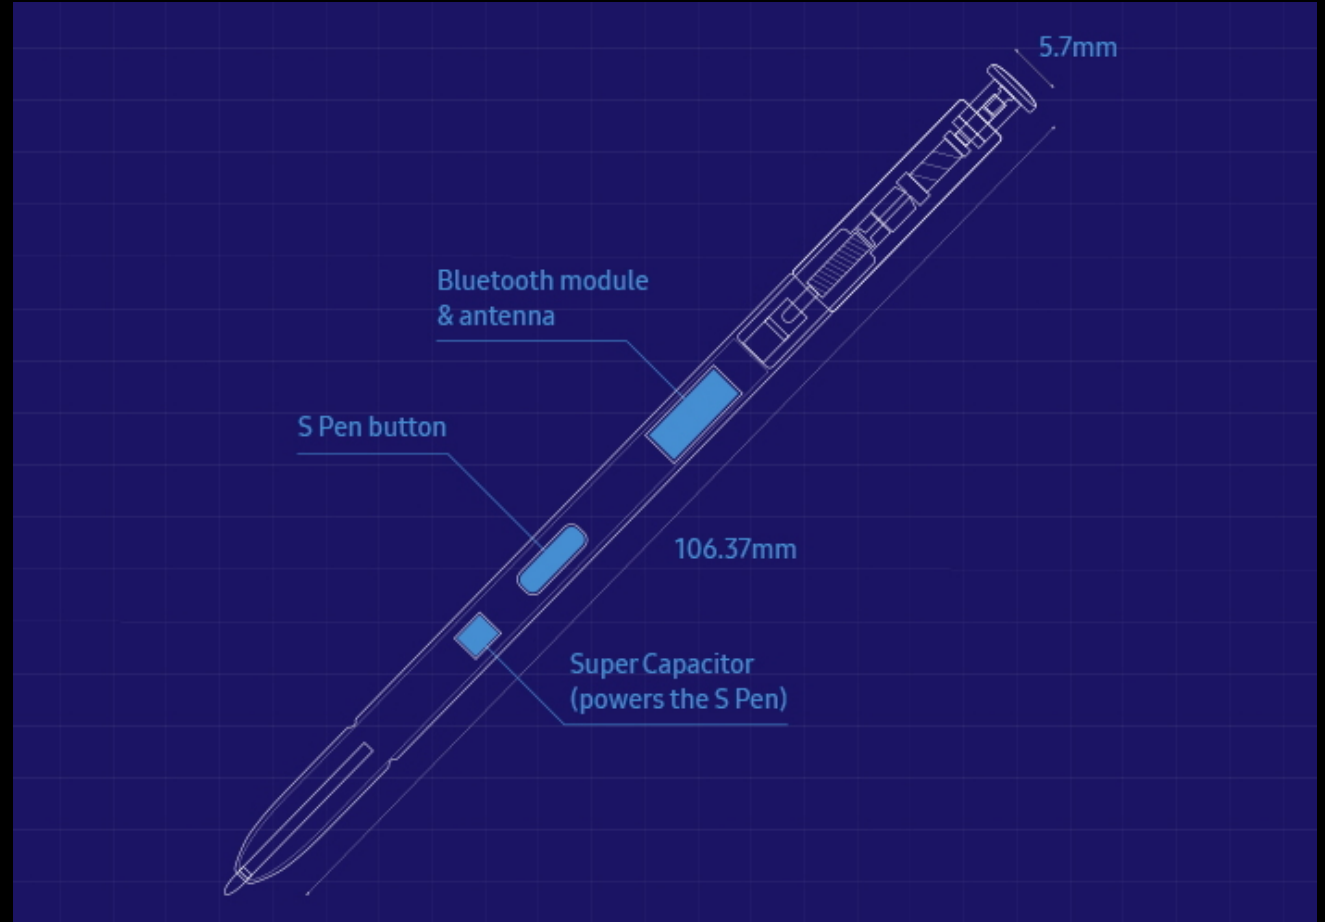 5.7mm
Bluetooth module
& antenna
S Pen button
106.37mm
Super Capacitor
(powers the S Pen)